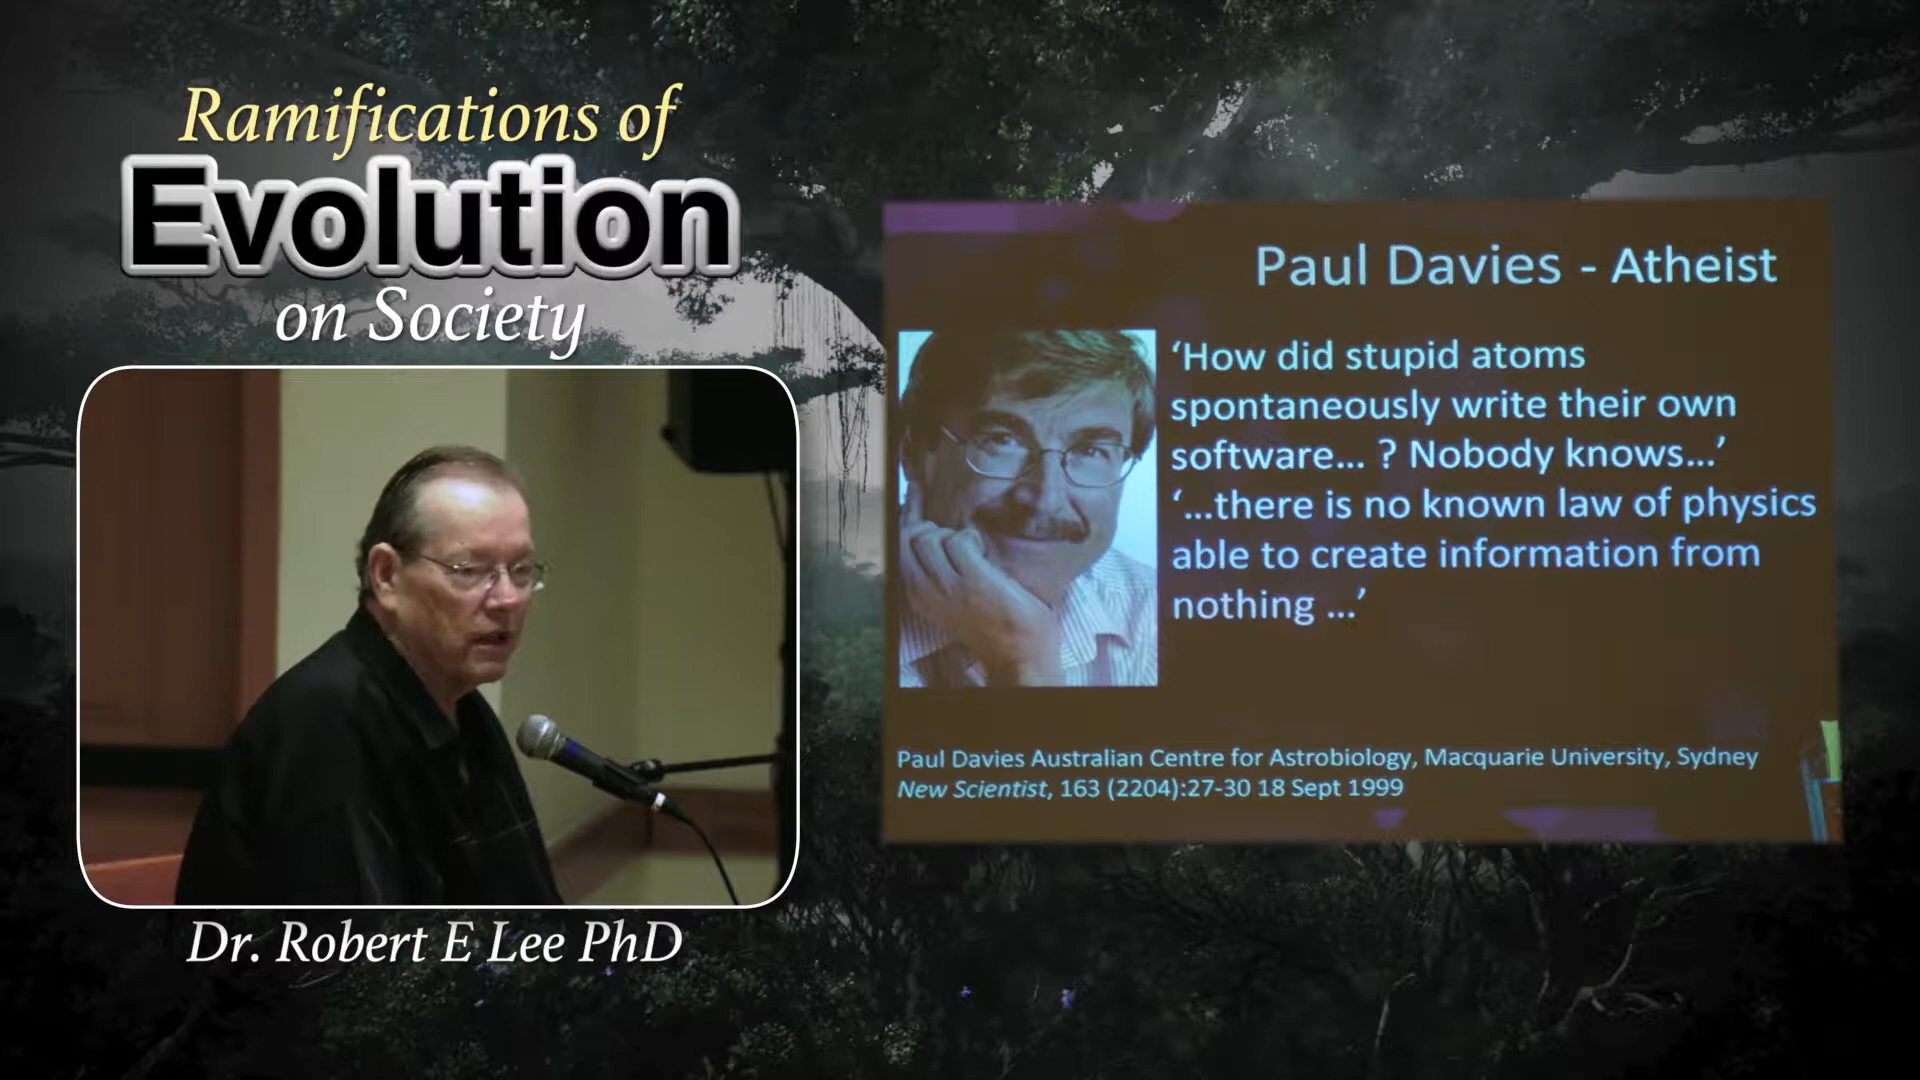 Ramifications of
Evolution
on Society
Dr. Robert E Lee PhD
Paul Davies - Atheist
‘How did stupid atoms
spontaneously write their own
software... ? Nobody knows...’
‘...there is no known law of physics
able to create information from
nothing ...’
Paul Davies Australian Centre for Astrobiology, Macquarie University, Sydney
New Scientist, 163 (2204):27-30 18 Sept 1999